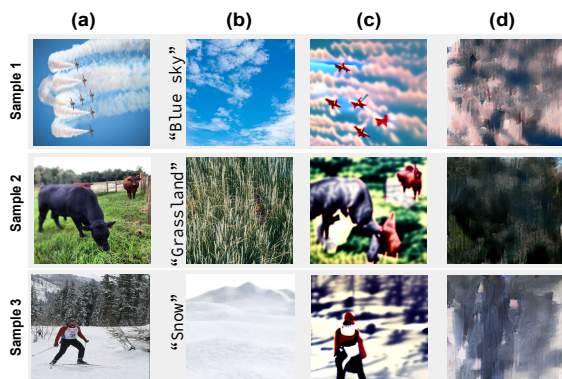 (a) (b) (c) (d)
Sample 1
“Blue sky”
Sample 2
“Grassland”
Sample 3
“Snow”